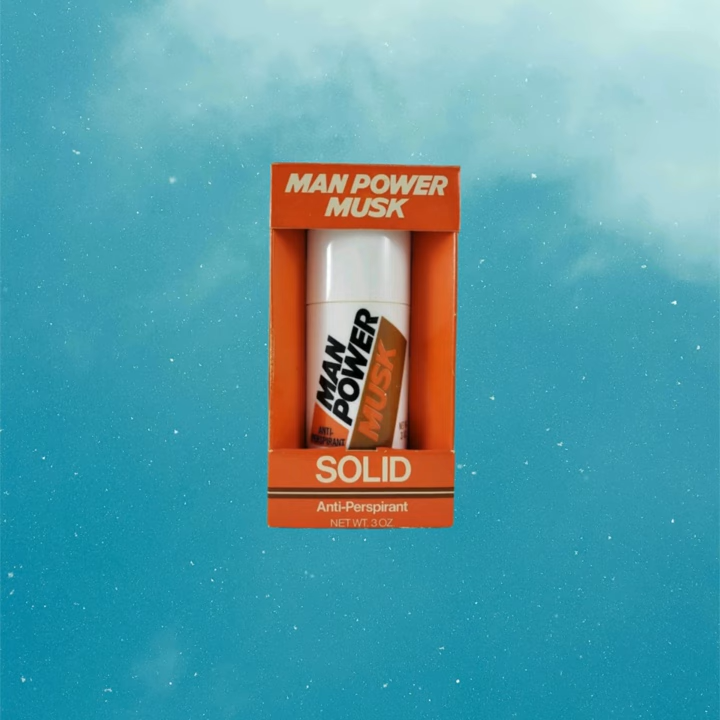 MAN POWER
MUSK
MAN
POWER
MUSK
ANTI-
PERSPIRANT
SOLID
Anti-Perspirant
NET WT. 3 OZ.